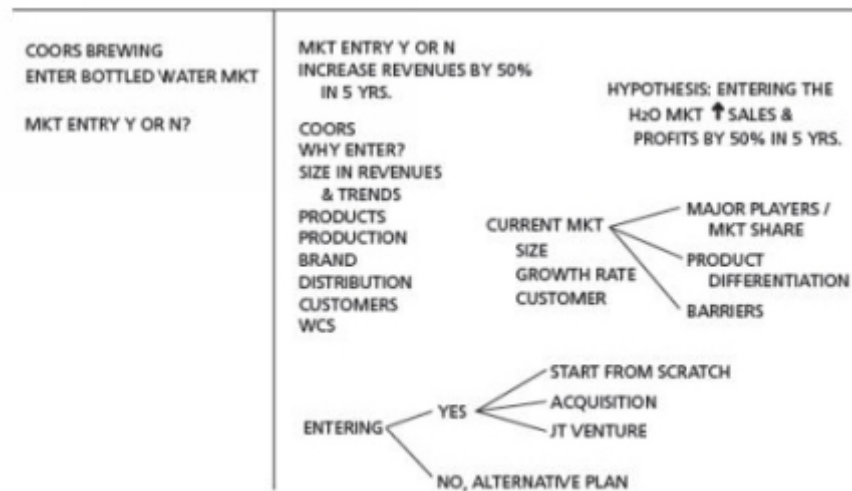 COORS BREWING
ENTER BOTTLED WATER MKT
MKT ENTRY Y OR N?
MKT ENTRY Y OR N
INCREASE REVENUES BY 50%
IN 5 YRS.
COORS
WHY ENTER?
SIZE IN REVENUES
& TRENDS
PRODUCTS
PRODUCTION
BRAND
DISTRIBUTION
CUSTOMERS
WCS
HYPOTHESIS: ENTERING THE
H2O MKT ↑ SALES &
PROFITS BY 50% IN 5 YRS.
CURRENT MKT
SIZE
GROWTH RATE
CUSTOMER
MAJOR PLAYERS /
MKT SHARE
PRODUCT
DIFFERENTIATION
BARRIERS
ENTERING
YES
START FROM SCRATCH
ACQUISITION
JT VENTURE
NO, ALTERNATIVE PLAN